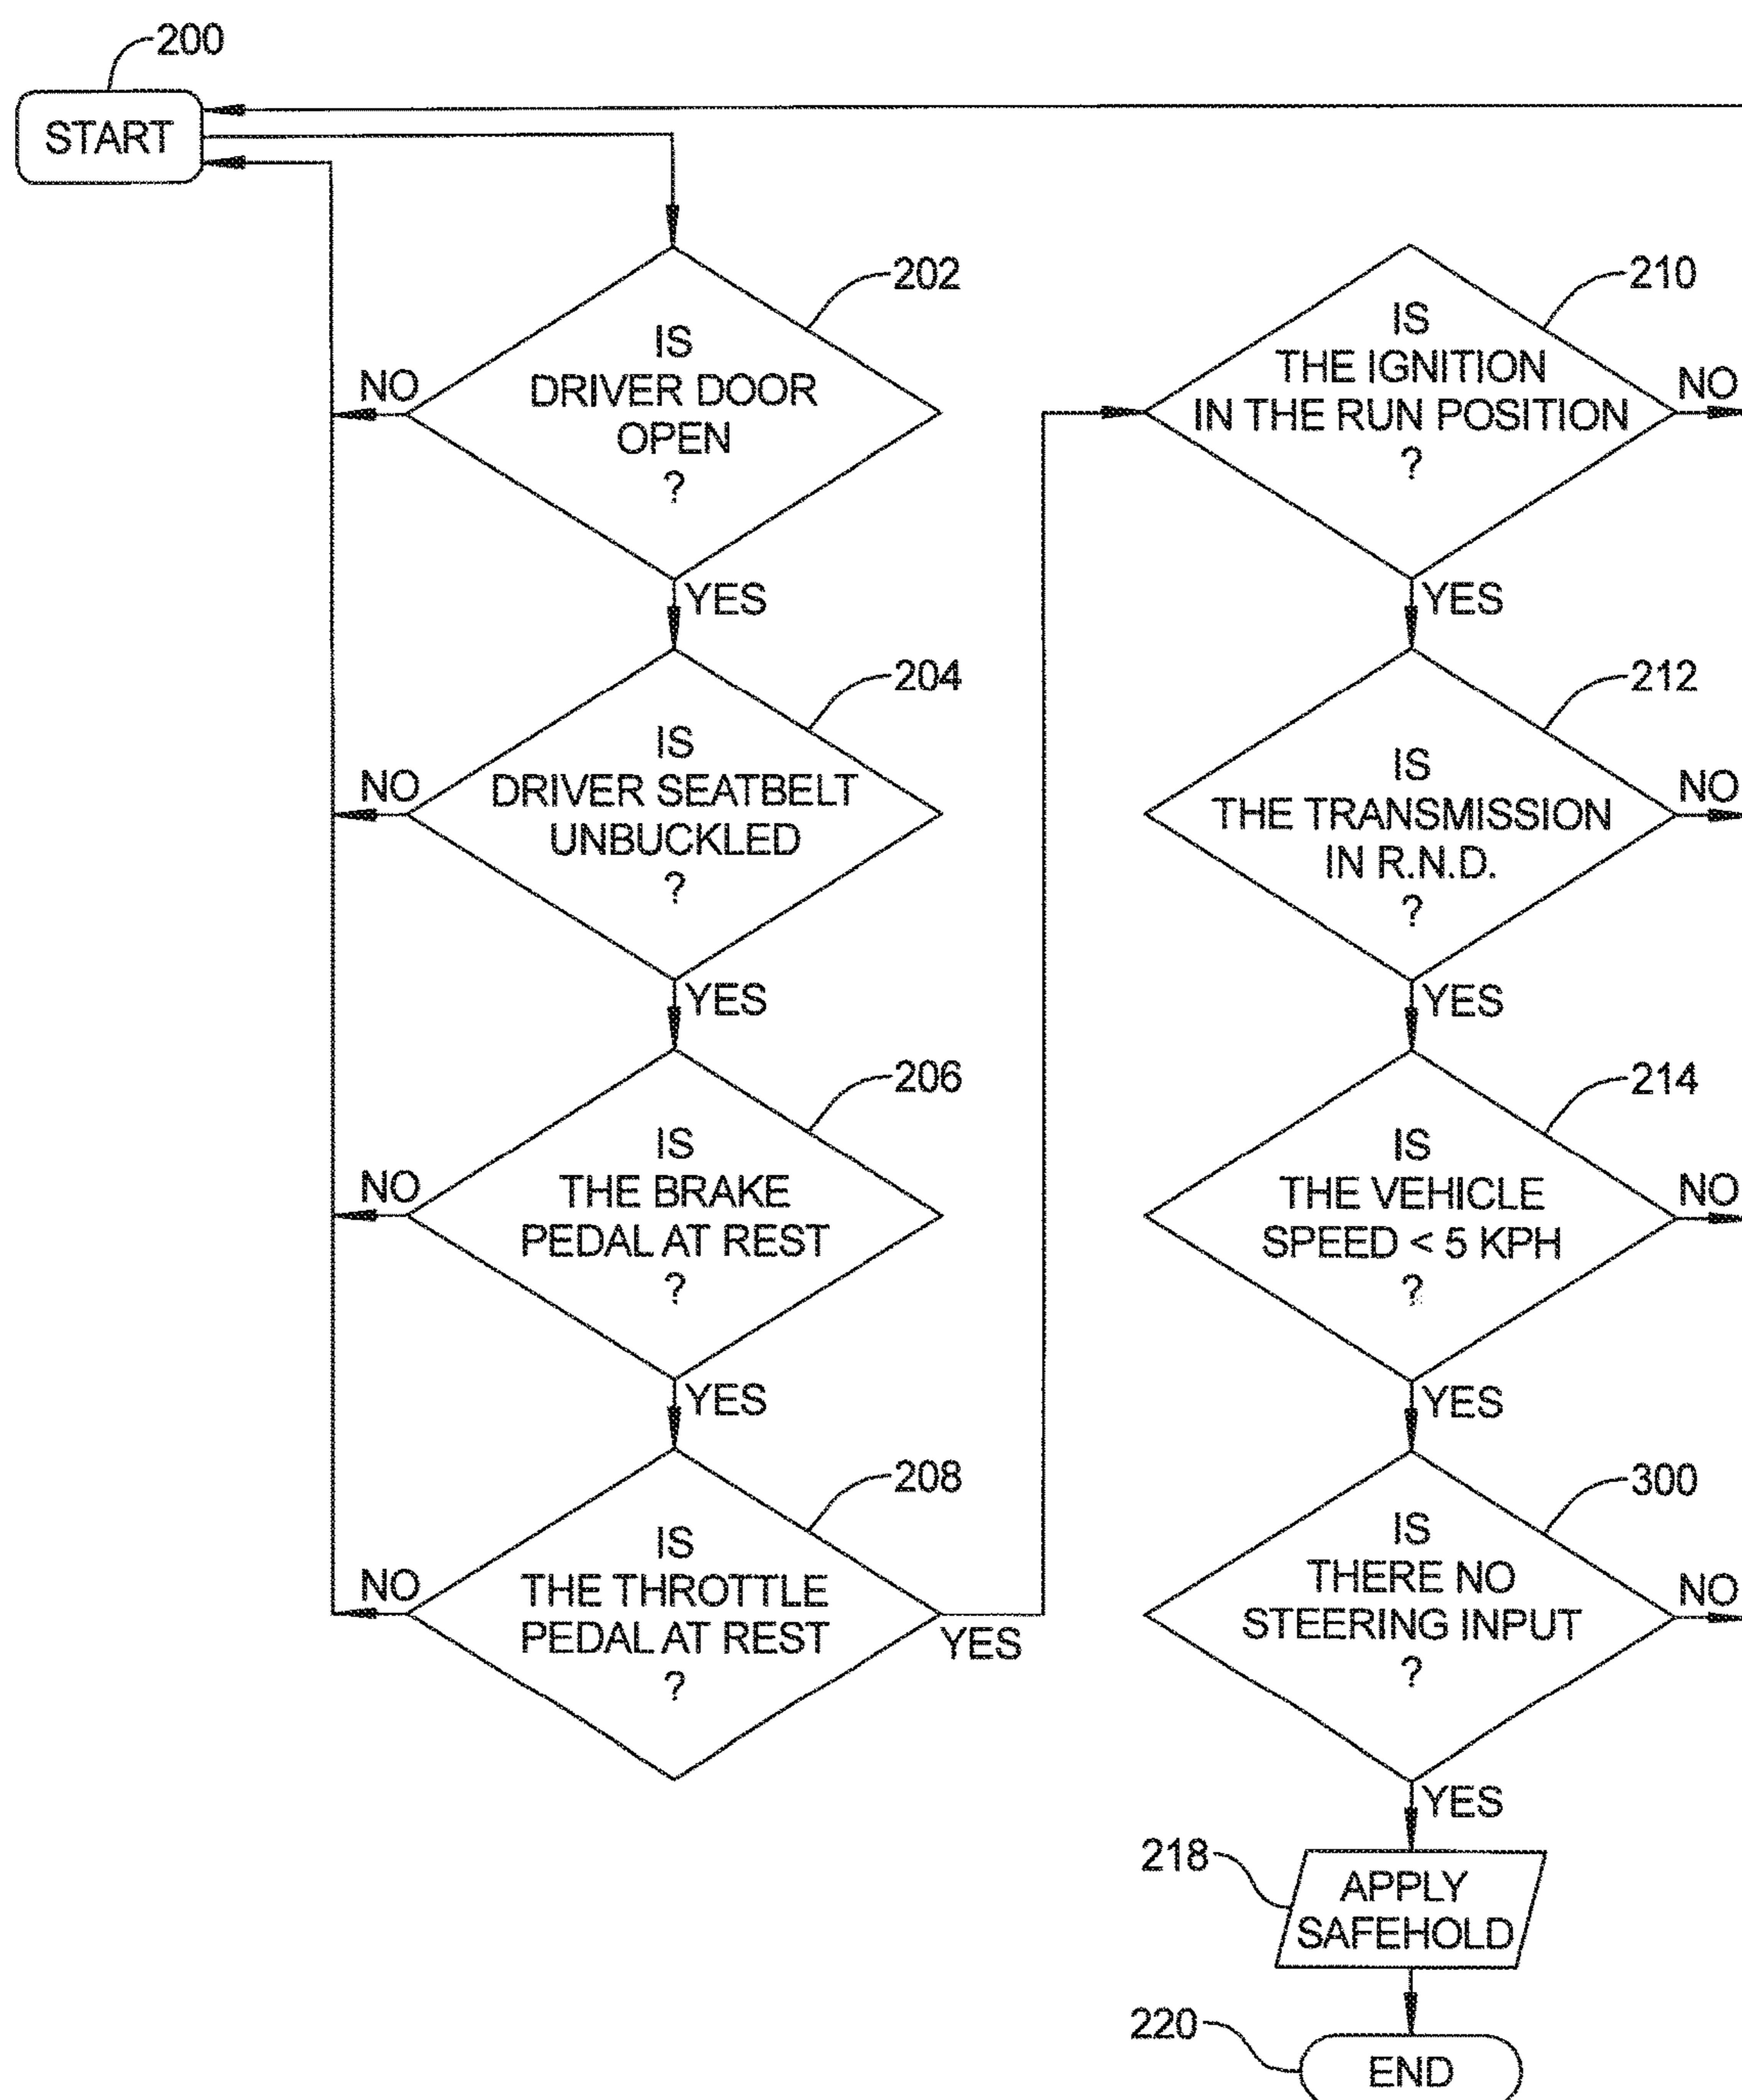 200
START
202
IS
DRIVER DOOR
OPEN
?
NO
YES
204
IS
DRIVER SEATBELT
UNBUCKLED
?
NO
YES
206
IS
THE BRAKE
PEDAL AT REST
?
NO
YES
208
IS
THE THROTTLE
PEDAL AT REST
?
NO
YES
210
IS
THE IGNITION
IN THE RUN POSITION
?
NO
YES
212
IS
THE TRANSMISSION
IN R.N.D.
?
NO
YES
214
IS
THE VEHICLE
SPEED < 5 KPH
?
NO
YES
300
IS
THERE NO
STEERING INPUT
?
NO
YES
218
APPLY
SAFEHOLD
220
END